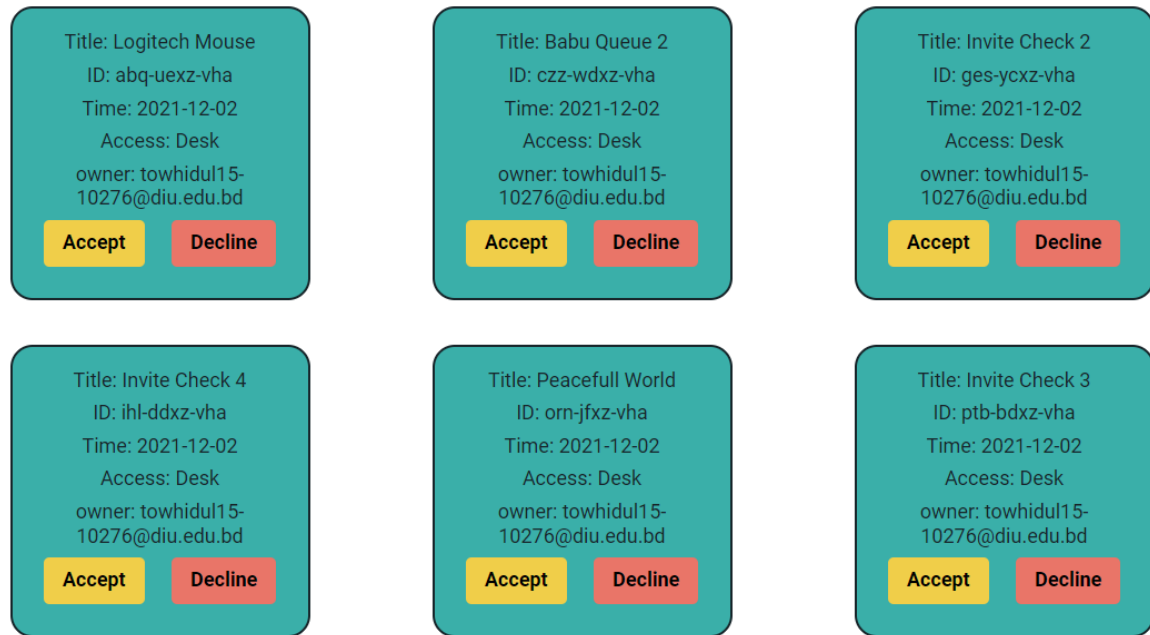 Title: Logitech Mouse
ID: abq-uexz-vha
Time: 2021-12-02
Access: Desk
owner: towhidul15-
10276@diu.edu.bd
Accept
Decline
Title: Babu Queue 2
ID: czz-wdxz-vha
Time: 2021-12-02
Access: Desk
owner: towhidul15-
10276@diu.edu.bd
Accept
Decline
Title: Invite Check 2
ID: ges-ycxz-vha
Time: 2021-12-02
Access: Desk
owner: towhidul15-
10276@diu.edu.bd
Accept
Decline
Title: Invite Check 4
ID: ihl-ddxz-vha
Time: 2021-12-02
Access: Desk
owner: towhidul15-
10276@diu.edu.bd
Accept
Decline
Title: Peacefull World
ID: orn-jfxz-vha
Time: 2021-12-02
Access: Desk
owner: towhidul15-
10276@diu.edu.bd
Accept
Decline
Title: Invite Check 3
ID: ptb-bdxz-vha
Time: 2021-12-02
Access: Desk
owner: towhidul15-
10276@diu.edu.bd
Accept
Decline